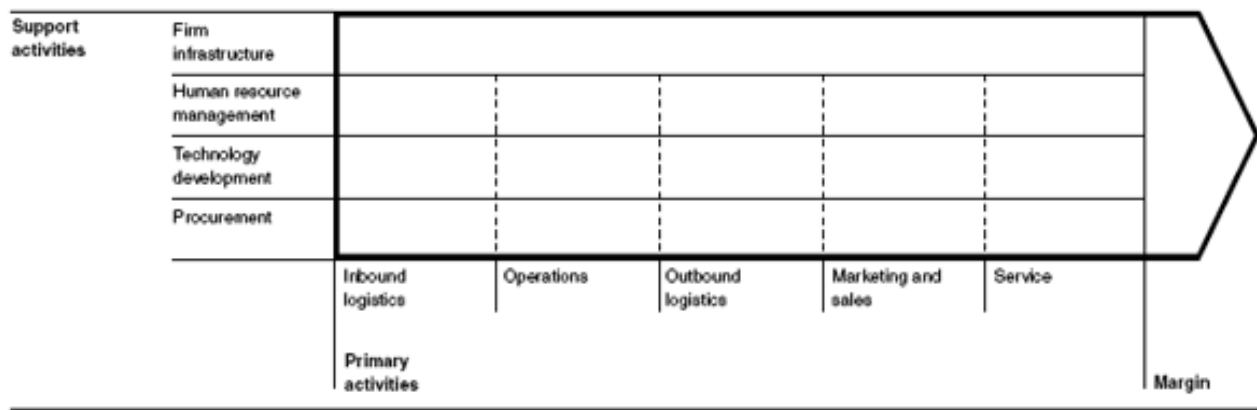 Support
activities
Firm
infrastructure
Human resource
management
Technology
development
Procurement
Inbound
logistics
Operations
Outbound
logistics
Marketing and
sales
Service
Primary
activities
Margin